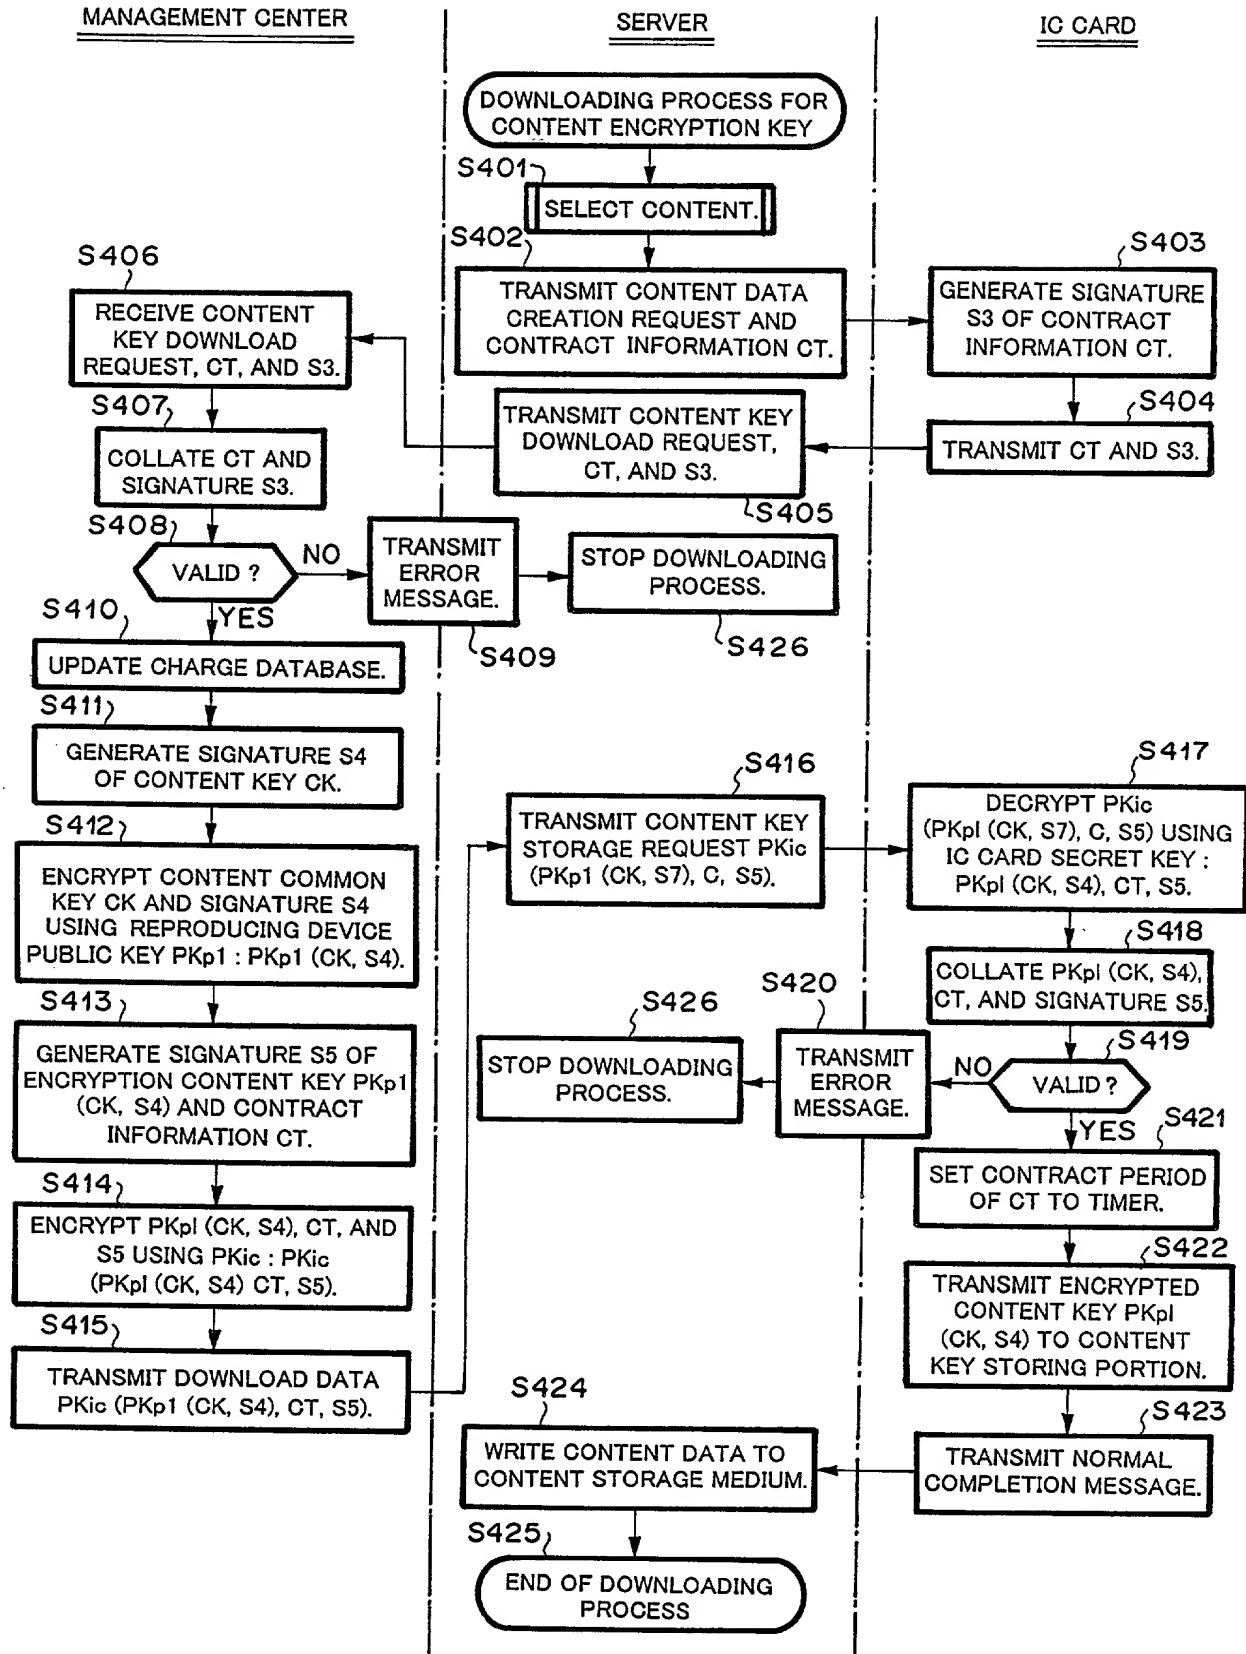 MANAGEMENT CENTER
SERVER
IC CARD
DOWNLOADING PROCESS FOR
CONTENT ENCRYPTION KEY
S401
SELECT CONTENT.
S402
TRANSMIT CONTENT DATA
CREATION REQUEST AND
CONTRACT INFORMATION CT.
S403
GENERATE SIGNATURE
S3 OF CONTRACT
INFORMATION CT.
S404
TRANSMIT CT AND S3.
TRANSMIT CONTENT KEY
DOWNLOAD REQUEST,
CT, AND S3.
S405
S406
RECEIVE CONTENT
KEY DOWNLOAD
REQUEST, CT, AND S3.
S407
COLLATE CT AND
SIGNATURE S3.
S408
VALID ?
NO
YES
TRANSMIT
ERROR
MESSAGE.
S409
STOP DOWNLOADING
PROCESS.
S426
S410
UPDATE CHARGE DATABASE.
S411
GENERATE SIGNATURE S4
OF CONTENT KEY CK.
S412
ENCRYPT CONTENT COMMON
KEY CK AND SIGNATURE S4
USING REPRODUCING DEVICE
PUBLIC KEY PKp1 : PKp1 (CK, S4).
S413
GENERATE SIGNATURE S5 OF
ENCRYPTION CONTENT KEY PKp1
(CK, S4) AND CONTRACT
INFORMATION CT.
S414
ENCRYPT PKpl (CK, S4), CT, AND
S5 USING PKic : PKic
(PKpl (CK, S4) CT, S5).
S415
TRANSMIT DOWNLOAD DATA
PKic (PKp1 (CK, S4), CT, S5).
S416
TRANSMIT CONTENT KEY
STORAGE REQUEST PKic
(PKp1 (CK, S7), C, S5).
S417
DECRYPT PKic
(PKpl (CK, S7), C, S5) USING
IC CARD SECRET KEY :
PKpl (CK, S4), CT, S5.
S418
COLLATE PKpl (CK, S4),
CT, AND SIGNATURE S5.
S419
VALID ?
NO
YES
S420
TRANSMIT
ERROR
MESSAGE.
S426
STOP DOWNLOADING
PROCESS.
S421
SET CONTRACT PERIOD
OF CT TO TIMER.
S422
TRANSMIT ENCRYPTED
CONTENT KEY PKpl
(CK, S4) TO CONTENT
KEY STORING PORTION.
S423
TRANSMIT NORMAL
COMPLETION MESSAGE.
S424
WRITE CONTENT DATA TO
CONTENT STORAGE MEDIUM.
S425
END OF DOWNLOADING
PROCESS